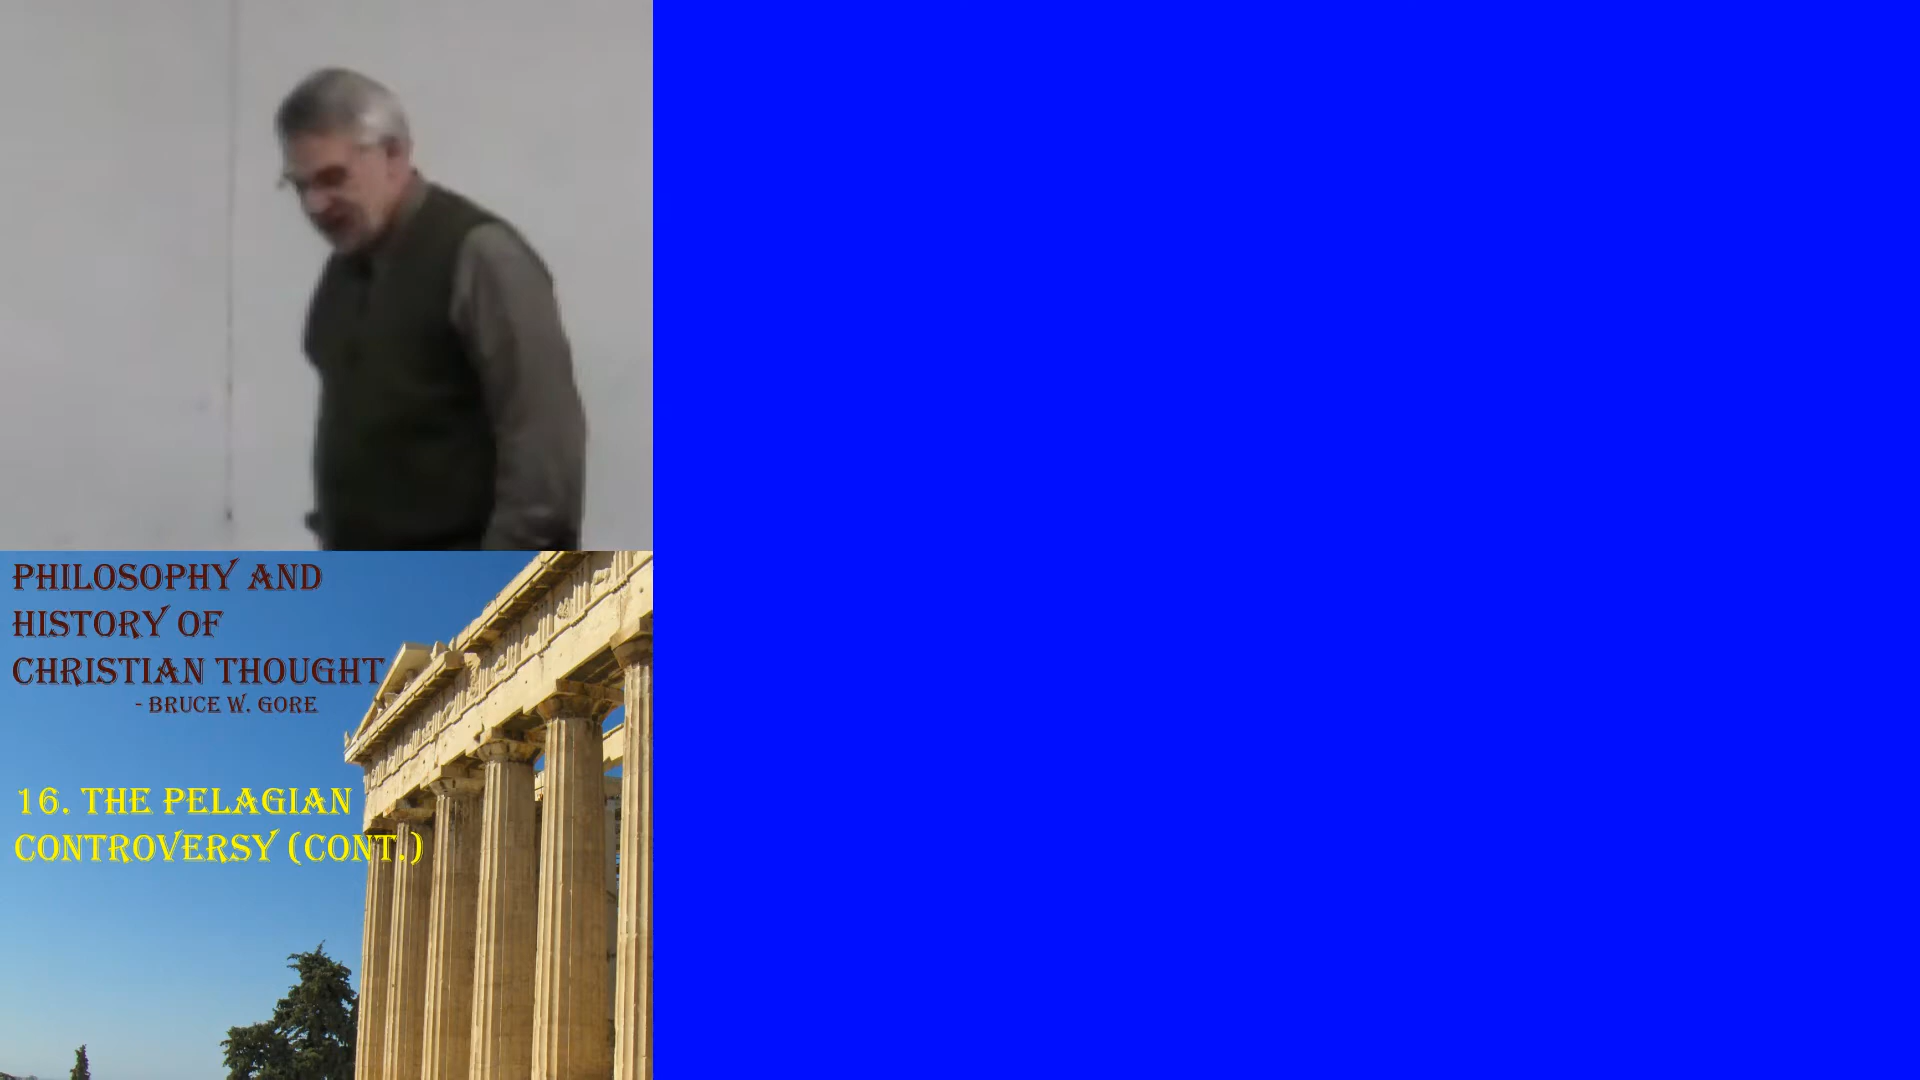 PHILOSOPHY AND
HISTORY OF
CHRISTIAN THOUGHT
- BRUCE W. GORE
16. THE PELAGIAN
CONTROVERSY (CONT.)